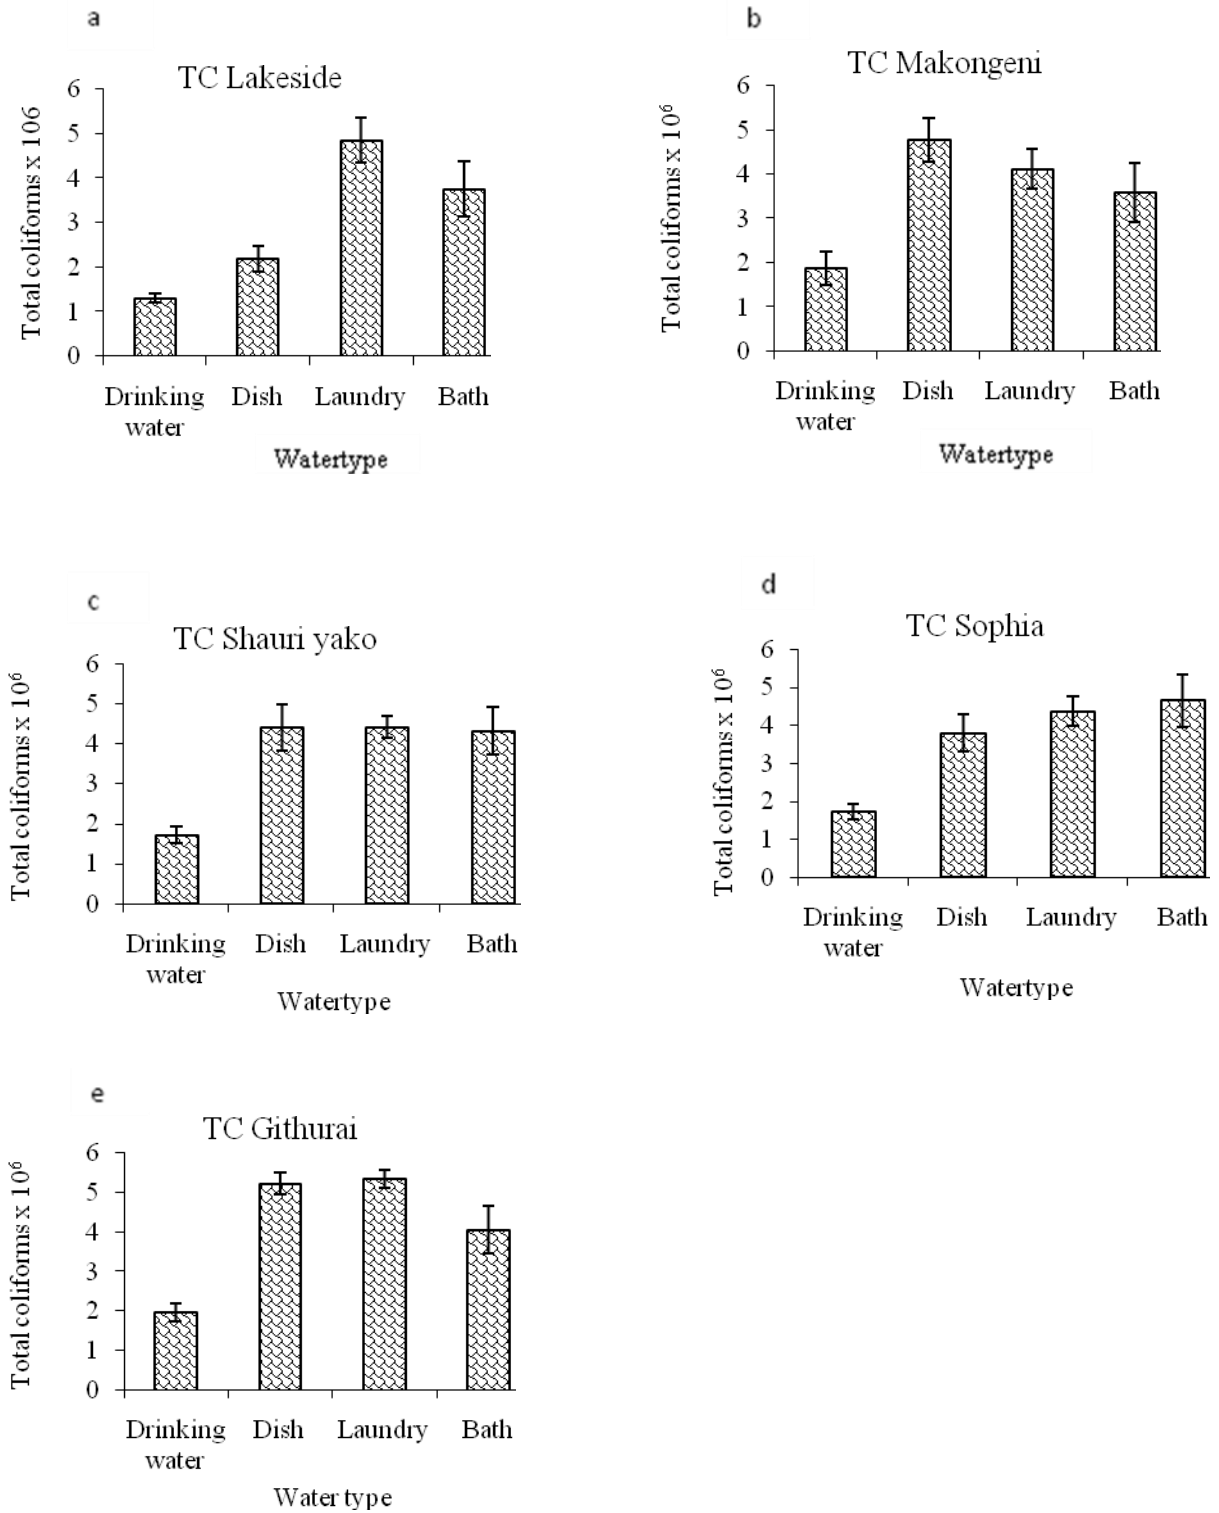 a
TC Lakeside
Total coliforms x 106
6
5
4
3
2
1
0
Drinking water
Dish
Laundry
Bath
Watertype
b
TC Makongeni
Total coliforms x 10⁶
6
5
4
3
2
1
0
Drinking water
Dish
Laundry
Bath
Watertype
c
TC Shauri yako
Total coliforms x 10⁶
6
5
4
3
2
1
0
Drinking water
Dish
Laundry
Bath
Watertype
d
TC Sophia
Total coliforms x 10⁶
6
5
4
3
2
1
0
Drinking water
Dish
Laundry
Bath
Watertype
e
TC Githurai
Total coliforms x 10⁶
6
5
4
3
2
1
0
Drinking water
Dish
Laundry
Bath
Water type